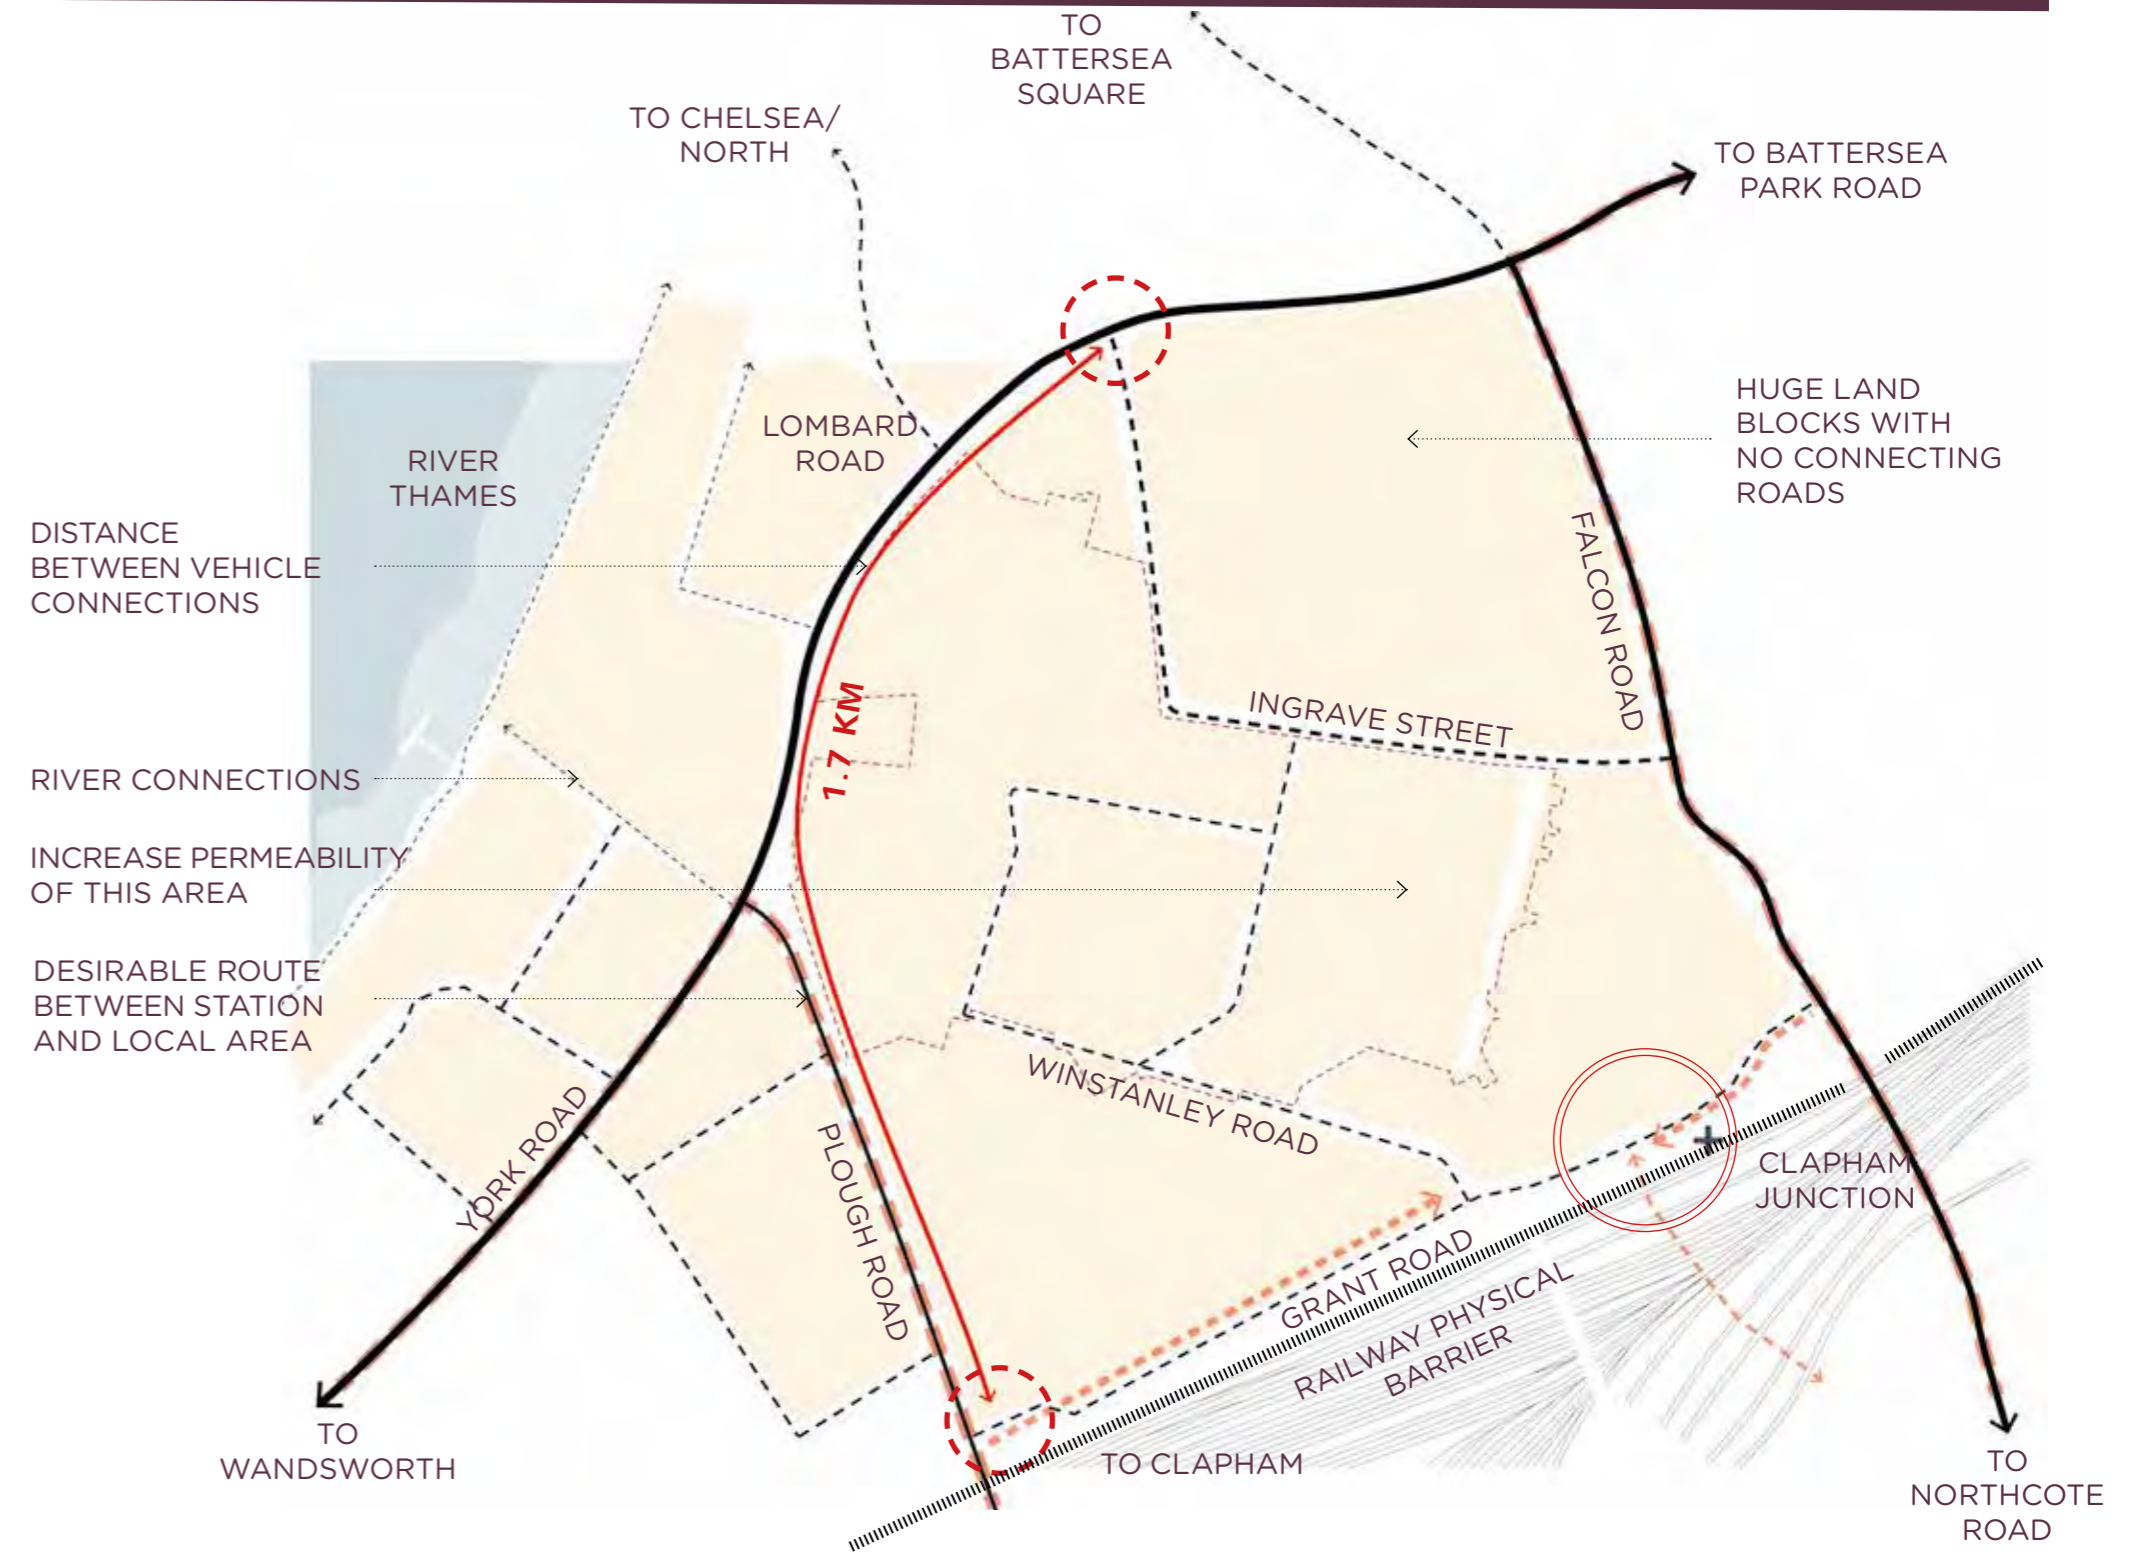 TO
BATTERSEA
SQUARE
TO CHELSEA/
NORTH
TO BATTERSEA
PARK ROAD
HUGE LAND
BLOCKS WITH
NO CONNECTING
ROADS
LOMBARD
ROAD
RIVER
THAMES
DISTANCE
BETWEEN VEHICLE
CONNECTIONS
FALCON ROAD
INGRAVE STREET
1.7 KM
RIVER CONNECTIONS
INCREASE PERMEABILITY
OF THIS AREA
DESIRABLE ROUTE
BETWEEN STATION
AND LOCAL AREA
WINSTANLEY ROAD
YORK ROAD
PLOUGH ROAD
CLAPHAM
JUNCTION
GRANT ROAD
RAILWAY PHYSICAL
BARRIER
TO
WANDSWORTH
TO CLAPHAM
TO
NORTHCOTE
ROAD